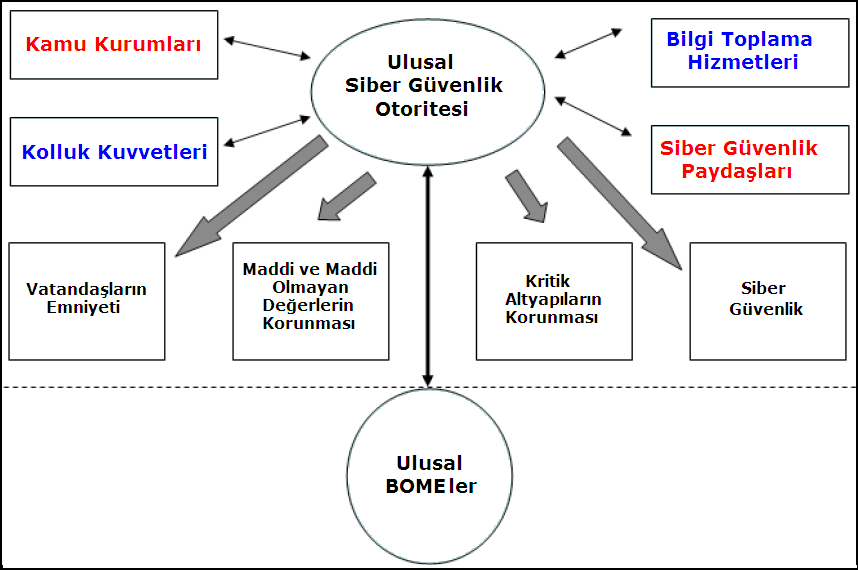 Kamu Kurumları
Ulusal
Siber Güvenlik
Otoritesi
Bilgi Toplama
Hizmetleri
Kolluk Kuvvetleri
Siber Güvenlik
Paydaşları
Vatandaşların
Emniyeti
Maddi ve Maddi
Olmayan
Değerlerin
Korunması
Kritik
Altyapıların
Korunması
Siber
Güvenlik
Ulusal
BOMEler